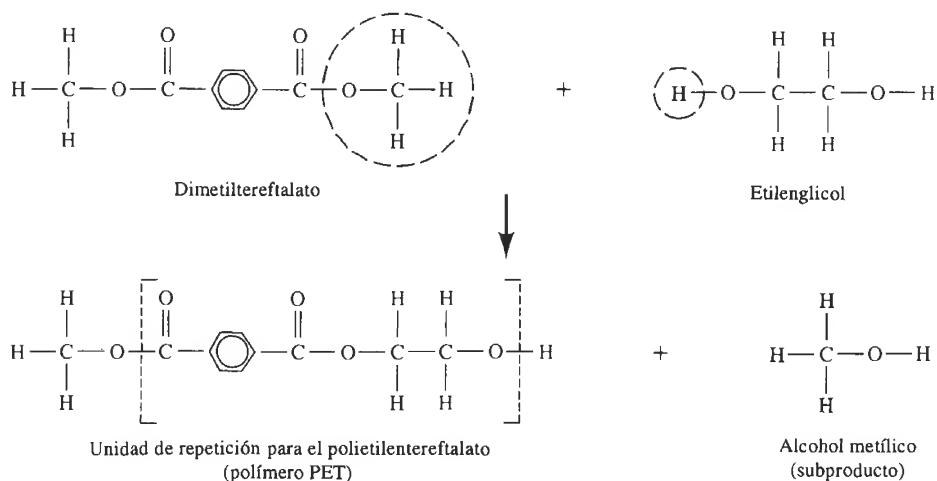 H O O H H H
H—C—O—C C—O—C—H + H—O—C—C—O—H
H H H H
Dimetiltereftalato Etilenglicol
H O O H H H
H—C—O—C C—O—C—C—O—H + H—C—O—H
H H H H
Unidad de repetición para el polietilentereftalato
(polímero PET)
Alcohol metílico
(subproducto)